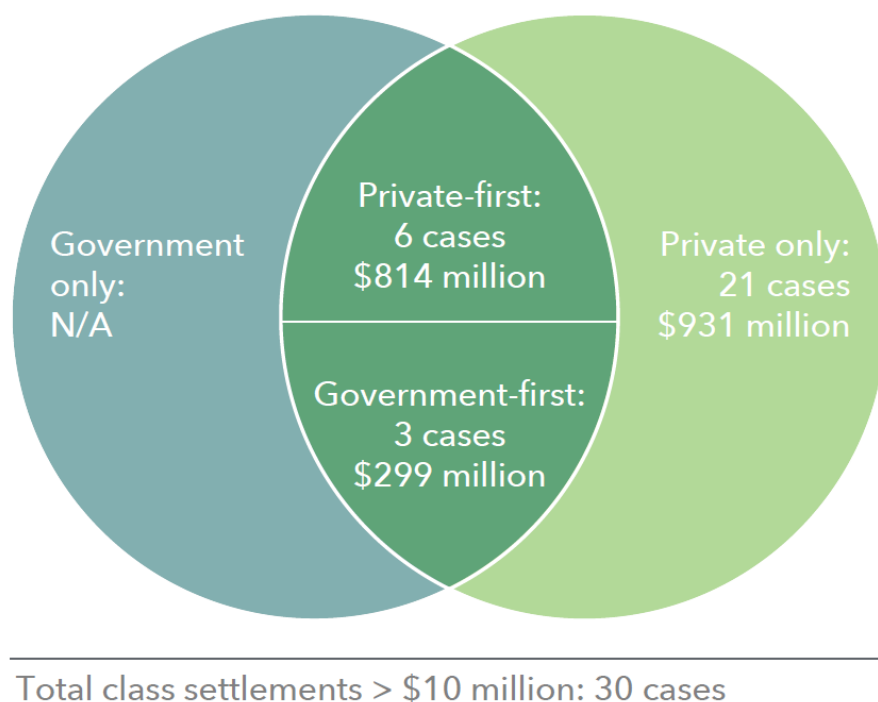 Private-first:
6 cases
$814 million
Government
only:
N/A
Private only:
21 cases
$931 million
Government-first:
3 cases
$299 million
Total class settlements > $10 million: 30 cases